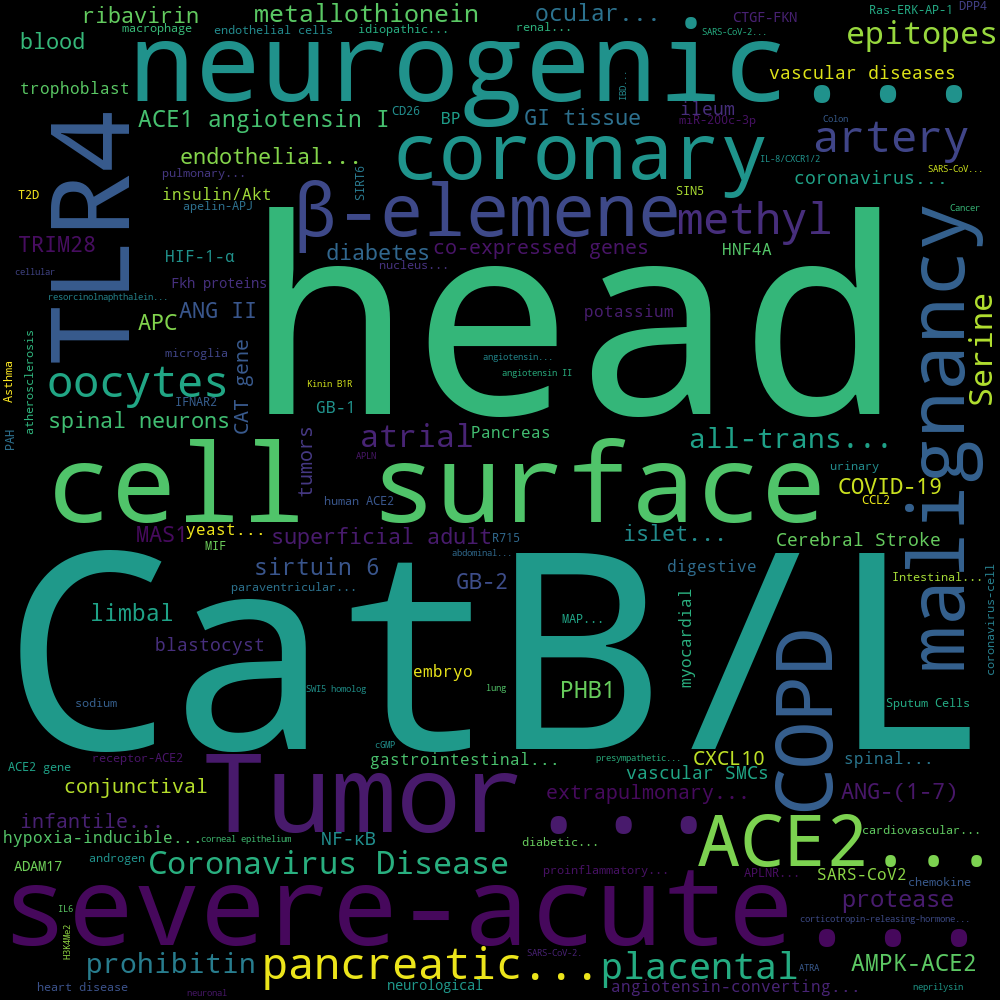 ribavirin
metallothionein
ocular...
CTGF-FKN
Ras-ERK-AP-1
DPP4
blood
macrophage
endothelial cells
idiopathic...
renal...
SARS-CoV-2...
epitopes
neurogenic...
trophoblast
IBD...
vascular diseases
ACE1 angiotensin I
CD26
BP
GI tissue
ileum
miR-200c-3p
Colon
artery
TLR4
endothelial...
coronary
IL-8/CXCR1/2
coronavirus...
SARS-CoV...
pulmonary...
SIRT6
T2D
insulin/Akt
apelin-APJ
β-elemene
SIN5
methyl
Cancer
TRIM28
HIF-1-α
diabetes
co-expressed genes
HNF4A
malignancy
cellular
nucleus...
resorcinolnaphthalein...
Fkh proteins
head
APC
ANG II
potassium
Serine
atherosclerosis
microglia
CAT gene
angiotensin...
angiotensin II
Asthma
oocytes
Kinin B1R
IFNAR2
GB-1
spinal neurons
PAH
tumors
atrial
Pancreas
all-trans...
APLN
cell surface
urinary
COVID-19
CCL2
human ACE2
MAS1
yeast...
superficial adult
R715
islet...
Cerebral Stroke
MIF
abdominal...
sirtuin 6
GB-2
digestive
Intestinal...
coronavirus-cell
paraventricular...
CatB/L
limbal
MAP...
myocardial
blastocyst
embryo
PHB1
COPD
sodium
SWI5 homolog
lung
Sputum Cells
cGMP
receptor-ACE2
gastrointestinal...
presympathetic...
CXCL10
spinal...
ACE2 gene
vascular SMCs
conjunctival
Tumor...
extrapulmonary...
ANG-(1-7)
infantile...
hypoxia-inducible...
corneal epithelium
NF-κB
diabetic...
ACE2...
cardiovascular...
ADAM17
androgen
Coronavirus Disease
proinflammatory...
APLNR...
SARS-CoV2
chemokine
severe-acute...
protease
IL6
corticotropin-releasing-hormone...
H3K4Me2
prohibitin
pancreatic...
SARS-CoV-2.
placental
ATRA
AMPK-ACE2
heart disease
neuronal
neurological
angiotensin-converting...
neprilysin